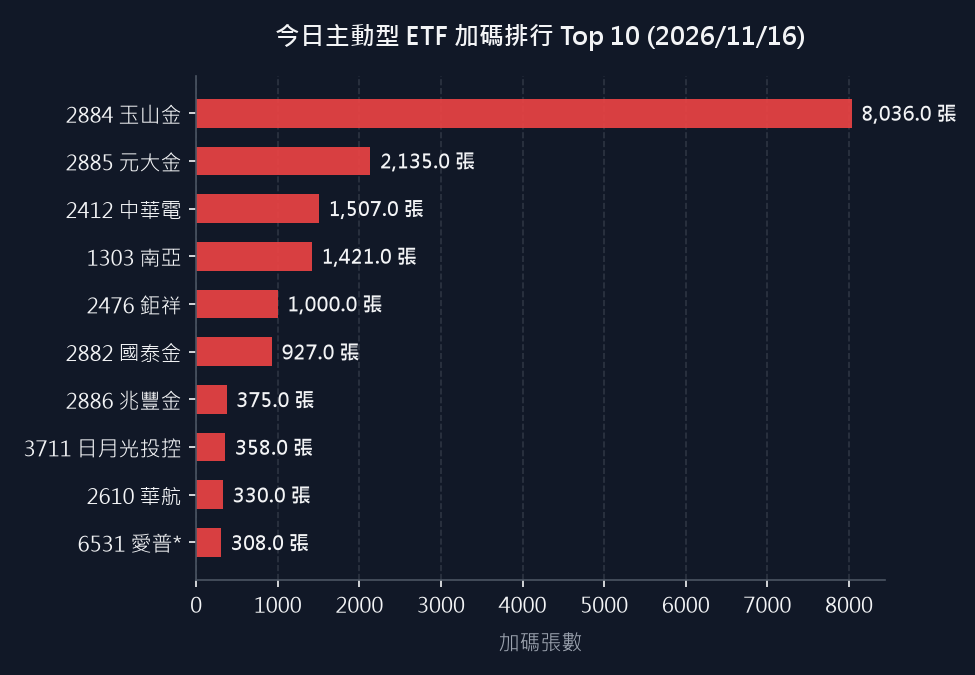 今日主動型 ETF 加碼排行 Top 10 (2026/11/16)
2884 玉山金 8,036.0 張
2885 元大金 2,135.0 張
2412 中華電 1,507.0 張
1303 南亞 1,421.0 張
2476 鉅祥 1,000.0 張
2882 國泰金 927.0 張
2886 兆豐金 375.0 張
3711 日月光投控 358.0 張
2610 華航 330.0 張
6531 愛普* 308.0 張
0 1000 2000 3000 4000 5000 6000 7000 8000
加碼張數